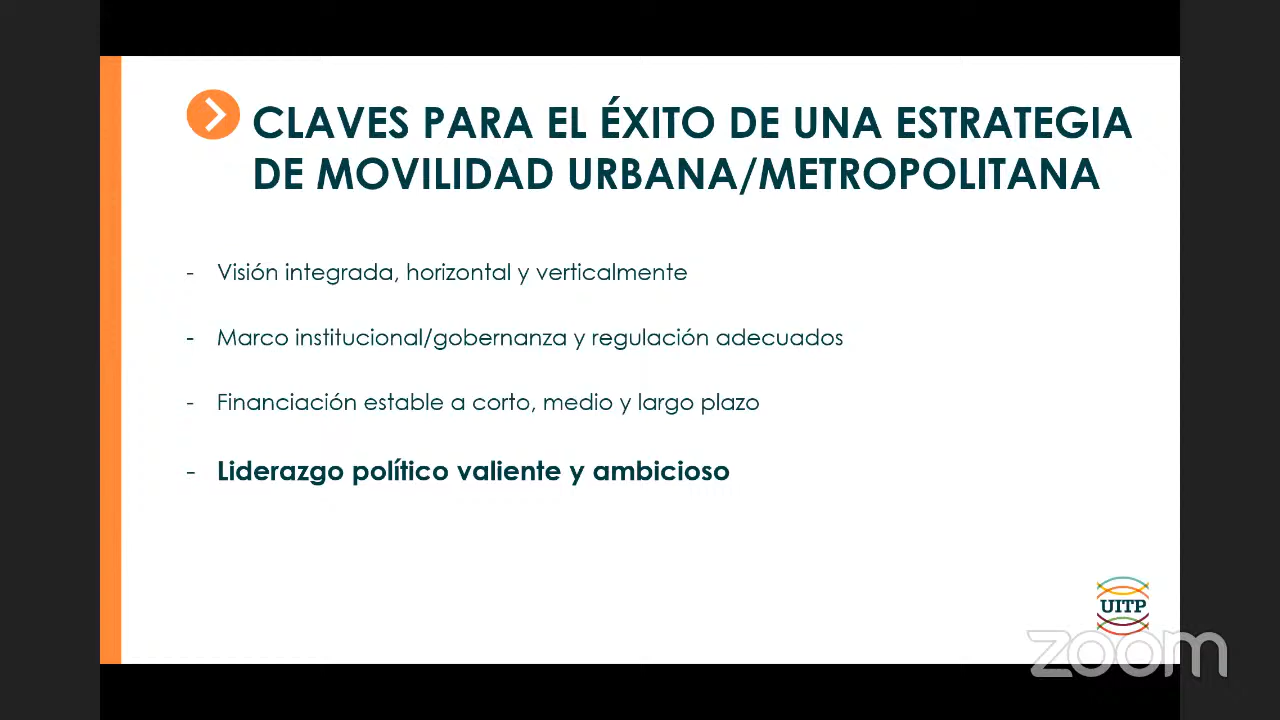 CLAVES PARA EL ÉXITO DE UNA ESTRATEGIA
DE MOVILIDAD URBANA/METROPOLITANA
- Visión integrada, horizontal y verticalmente
- Marco institucional/gobernanza y regulación adecuados
- Financiación estable a corto, medio y largo plazo
- Liderazgo político valiente y ambicioso
UITP
zoom